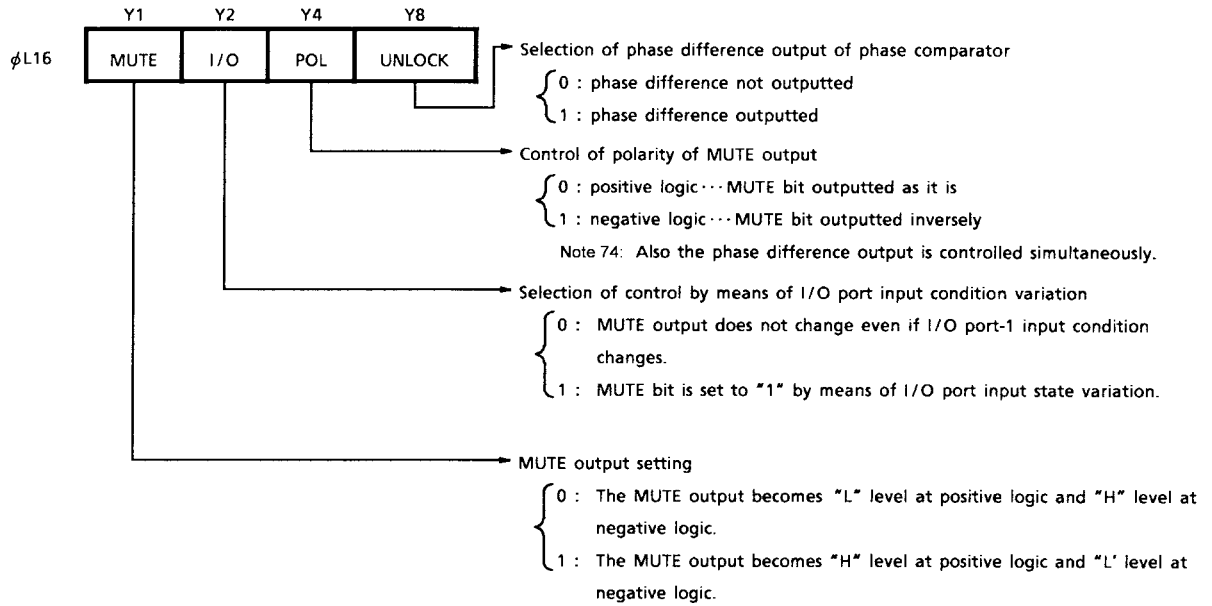 Y1 Y2 Y4 Y8
φL16 MUTE I/O POL UNLOCK
Selection of phase difference output of phase comparator
0 : phase difference not outputted
1 : phase difference outputted
Control of polarity of MUTE output
0 : positive logic ··· MUTE bit outputted as it is
1 : negative logic ··· MUTE bit outputted inversely
Note 74: Also the phase difference output is controlled simultaneously.
Selection of control by means of I/O port input condition variation
0 : MUTE output does not change even if I/O port-1 input condition
changes.
1 : MUTE bit is set to "1" by means of I/O port input state variation.
MUTE output setting
0 : The MUTE output becomes "L" level at positive logic and "H" level at
negative logic.
1 : The MUTE output becomes "H" level at positive logic and "L' level at
negative logic.